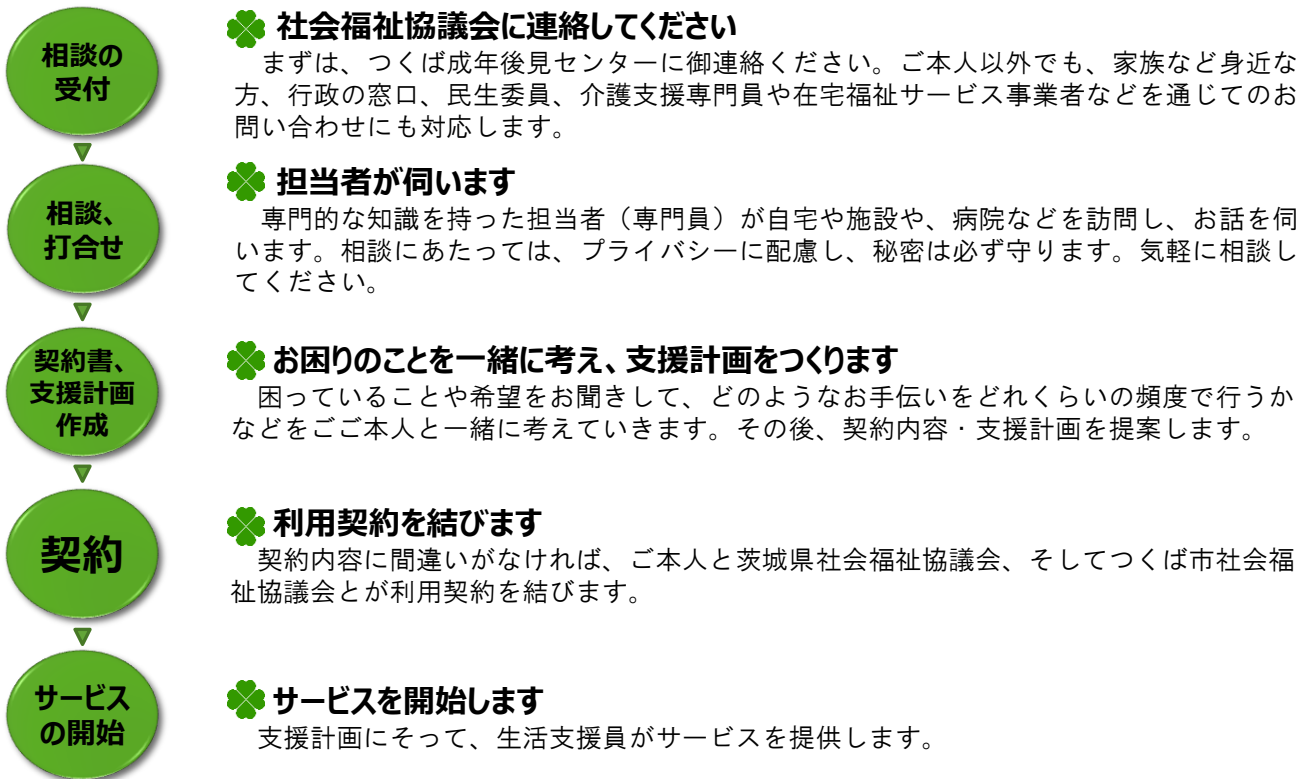 相談の
受付
社会福祉協議会に連絡してください
まずは、つくば成年後見センターに御連絡ください。ご本人以外でも、家族など身近な
方、行政の窓口、民生委員、介護支援専門員や在宅福祉サービス事業者などを通じてのお
問い合わせにも対応します。
相談、
打合せ
担当者が伺います
専門的な知識を持った担当者（専門員）が自宅や施設や、病院などを訪問し、お話を伺
います。相談にあたっては、プライバシーに配慮し、秘密は必ず守ります。気軽に相談し
てください。
契約書、
支援計画
作成
お困りのことを一緒に考え、支援計画をつくります
困っていることや希望をお聞きして、どのようなお手伝いをどれくらいの頻度で行うか
などをごご本人と一緒に考えていきます。その後、契約内容・支援計画を提案します。
契約
利用契約を結びます
契約内容に間違いがなければ、ご本人と茨城県社会福祉協議会、そしてつくば市社会福
祉協議会とが利用契約を結びます。
サービス
の開始
サービスを開始します
支援計画にそって、生活支援員がサービスを提供します。